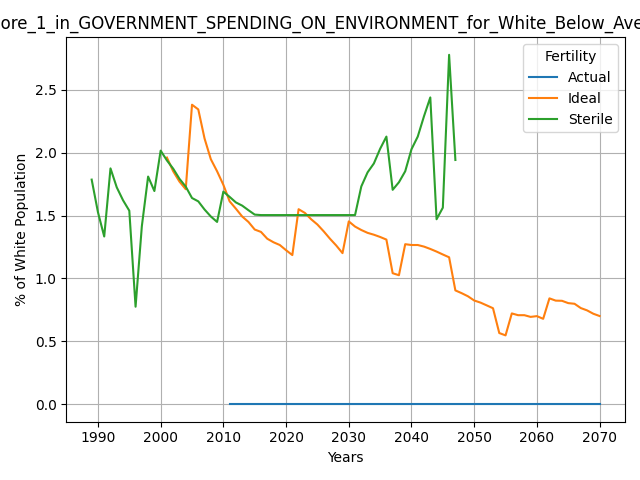 ore_1_in_GOVERNMENT_SPENDING_ON_ENVIRONMENT_for_White_Below_Ave
Fertility
Actual
Ideal
Sterile
% of White Population
2.5
2.0
1.5
1.0
0.5
0.0
1990 2000 2010 2020 2030 2040 2050 2060 2070
Years